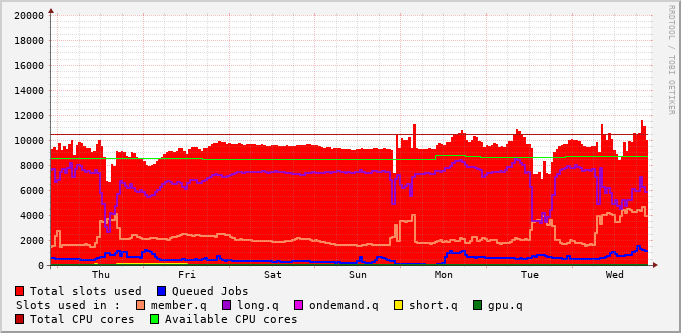 RRDTOOL / TOBI OETIKER
20000
18000
16000
14000
12000
10000
8000
6000
4000
2000
0
Thu Fri Sat Sun Mon Tue Wed
Total slots used Queued Jobs
Slots used in : member.q long.q ondemand.q short.q gpu.q
Total CPU cores Available CPU cores